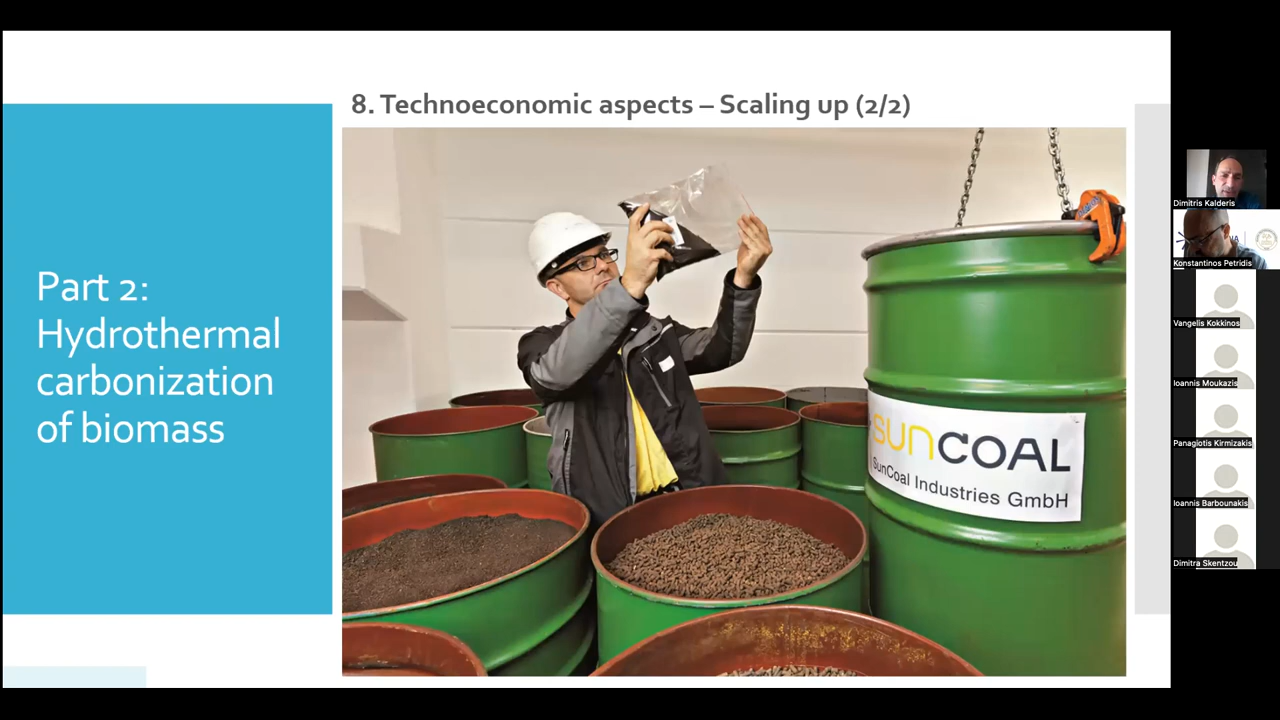 8. Technoeconomic aspects – Scaling up (2/2)
Part 2:
Hydrothermal
carbonization
of biomass
SUNCOAL
SunCoal Industries GmbH
Dimitris Kalderis
Konstantinos Petridis
Vangelis Kokkinos
Ioannis Moukazis
Panagiotis Kirmizakis
Ioannis Barbounakis
Dimitra Skentzou